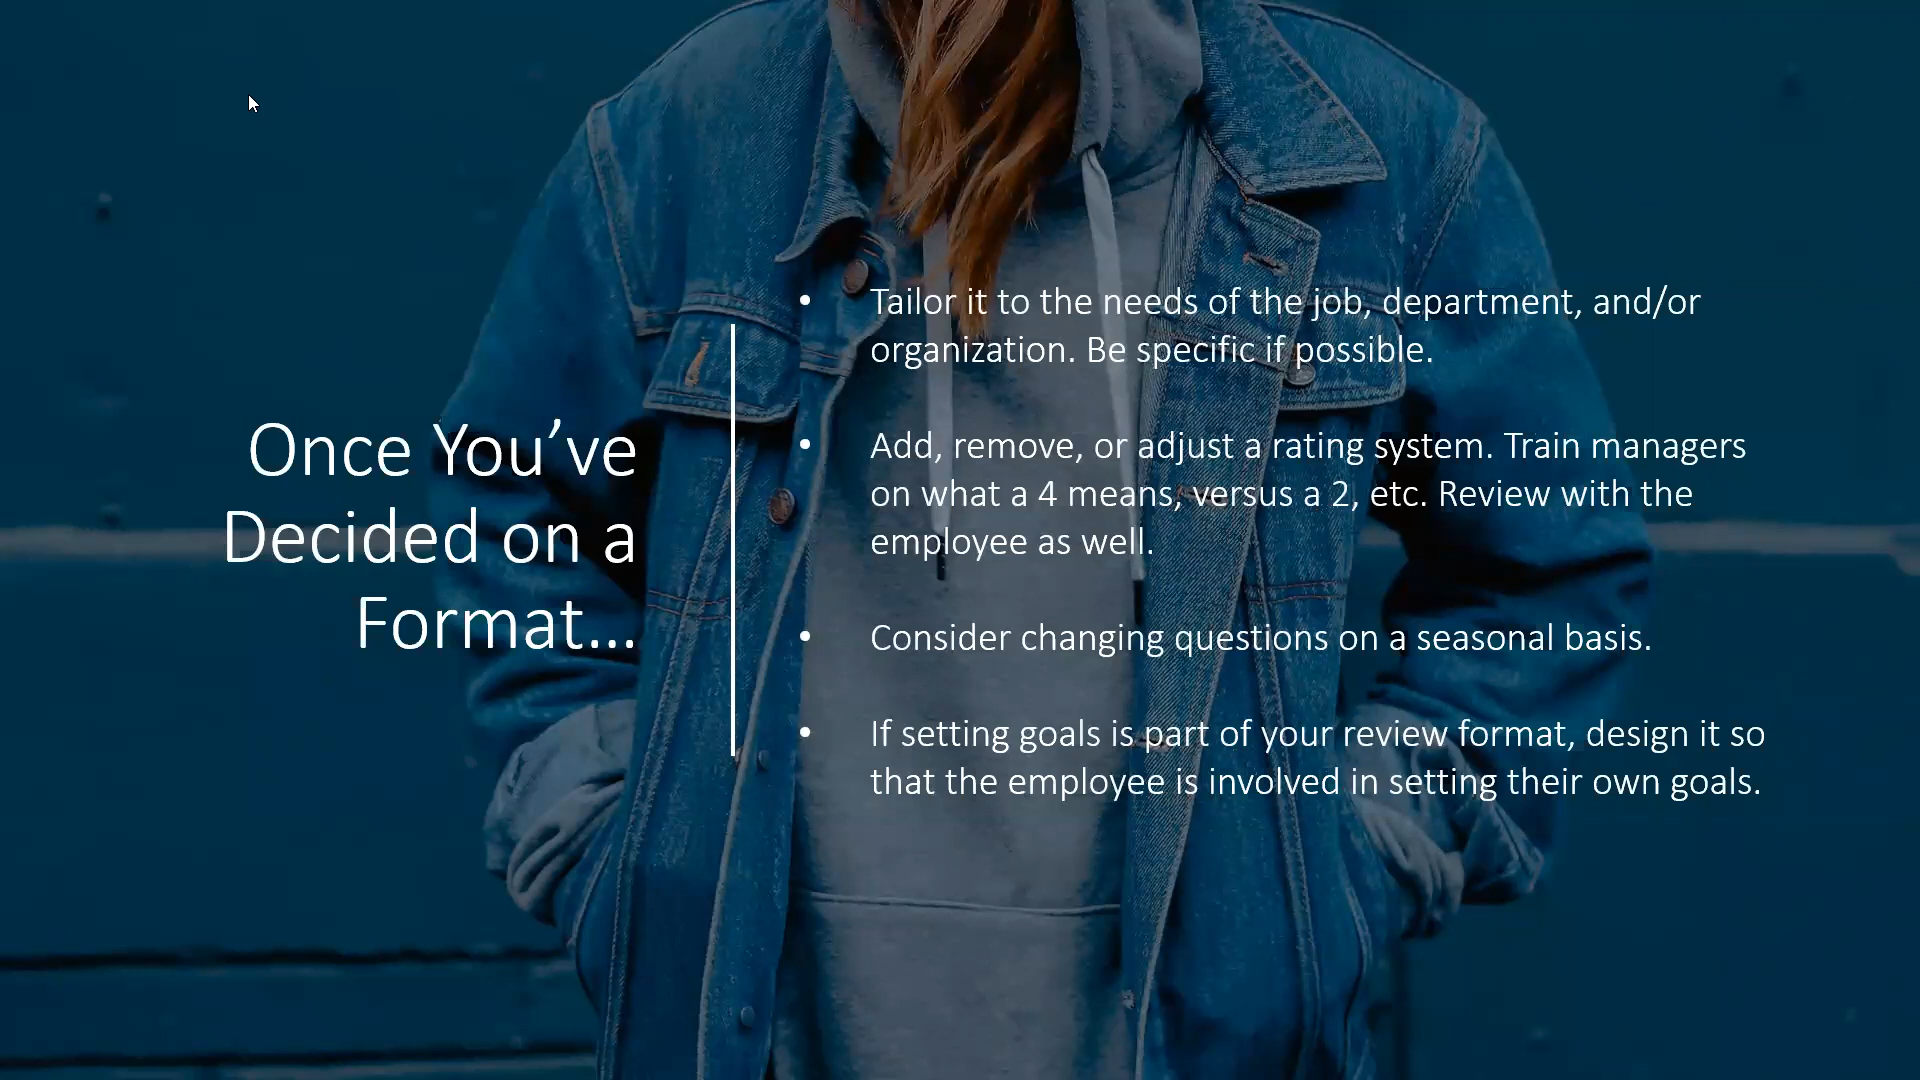 Once You’ve
Decided on a
Format...
• Tailor it to the needs of the job, department, and/or
organization. Be specific if possible.
• Add, remove, or adjust a rating system. Train managers
on what a 4 means, versus a 2, etc. Review with the
employee as well.
• Consider changing questions on a seasonal basis.
• If setting goals is part of your review format, design it so
that the employee is involved in setting their own goals.